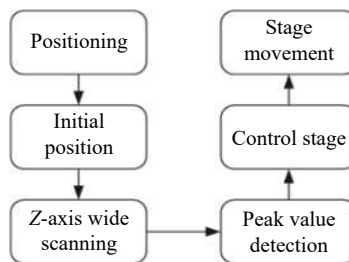 Positioning
Initial
position
Z-axis wide
scanning
Peak value
detection
Control stage
Stage
movement